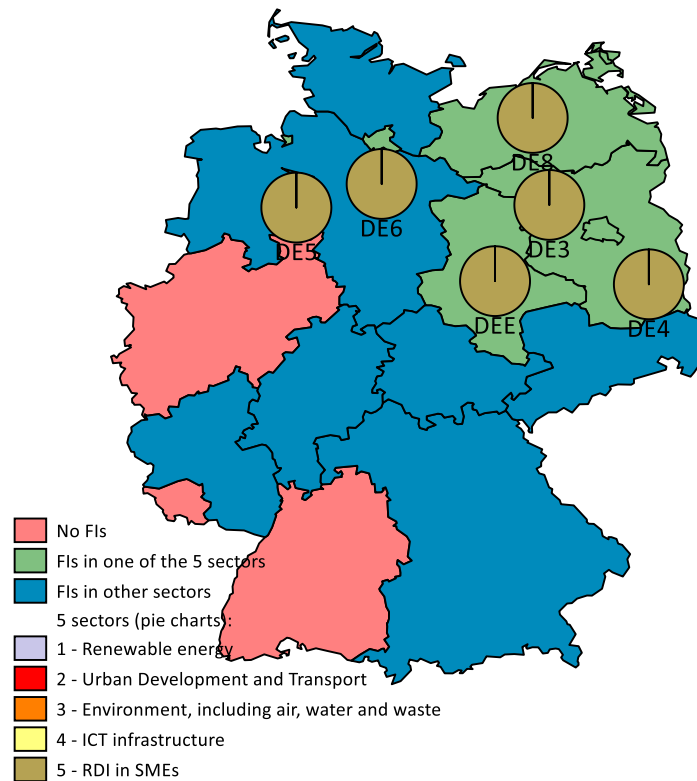 DE8
DE6
DE5
DE3
DEE
DE4
No FIs
FIs in one of the 5 sectors
FIs in other sectors
5 sectors (pie charts):
1 - Renewable energy
2 - Urban Development and Transport
3 - Environment, including air, water and waste
4 - ICT infrastructure
5 - RDI in SMEs